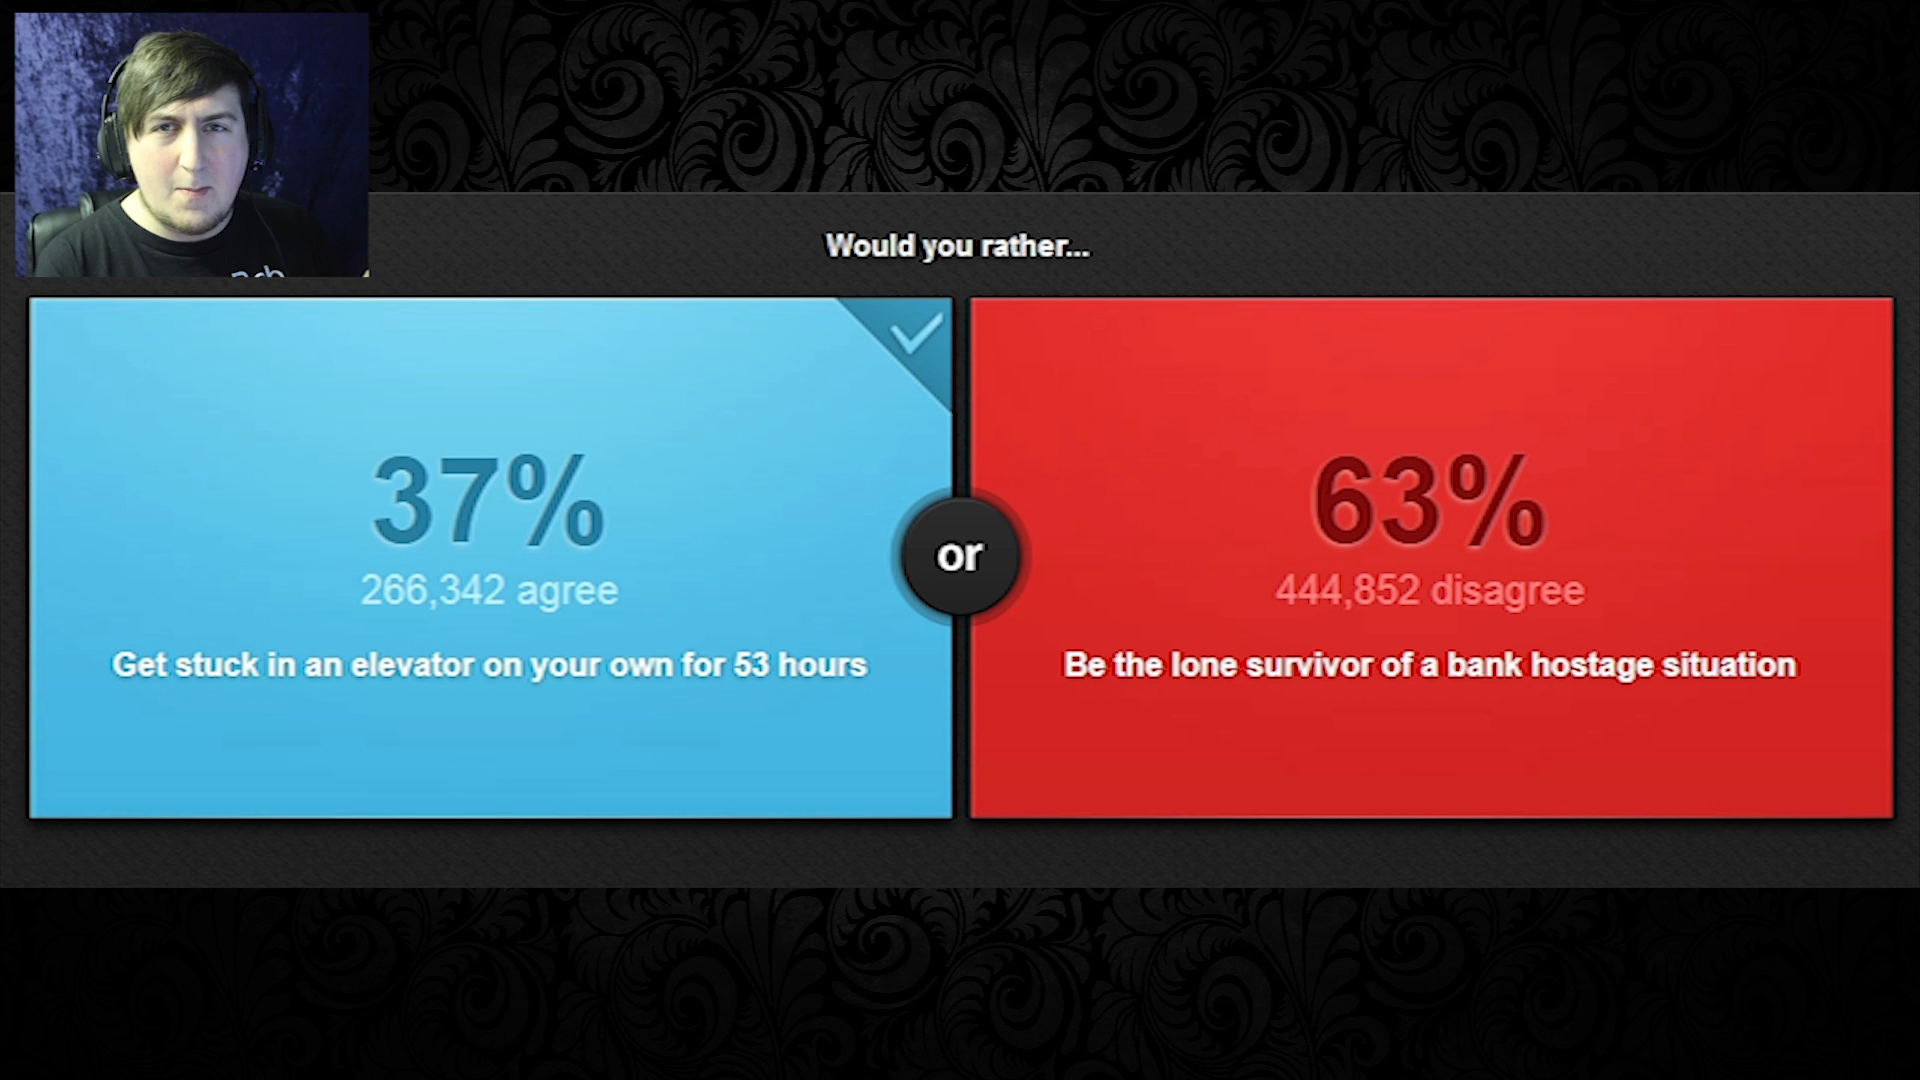 Would you rather...
37%
266,342 agree
Get stuck in an elevator on your own for 53 hours
or
63%
444,852 disagree
Be the lone survivor of a bank hostage situation